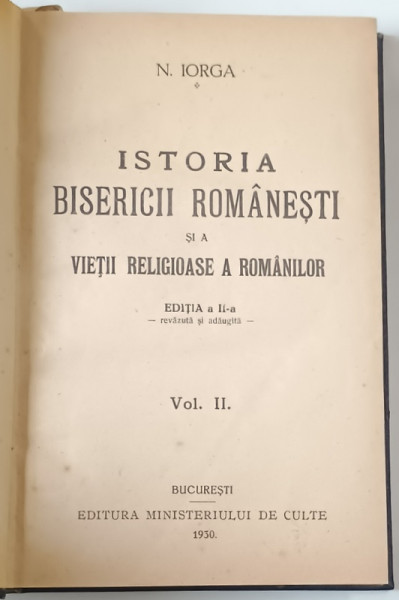 N. IORGA
ISTORIA
BISERICII ROMÂNEȘTI
ȘI A
VIEȚII RELIGIOASE A ROMÂNILOR
EDIȚIA a II-a
— revăzută și adăugită —
Vol. II.
BUCUREȘTI
EDITURA MINISTERIULUI DE CULTE
1930.